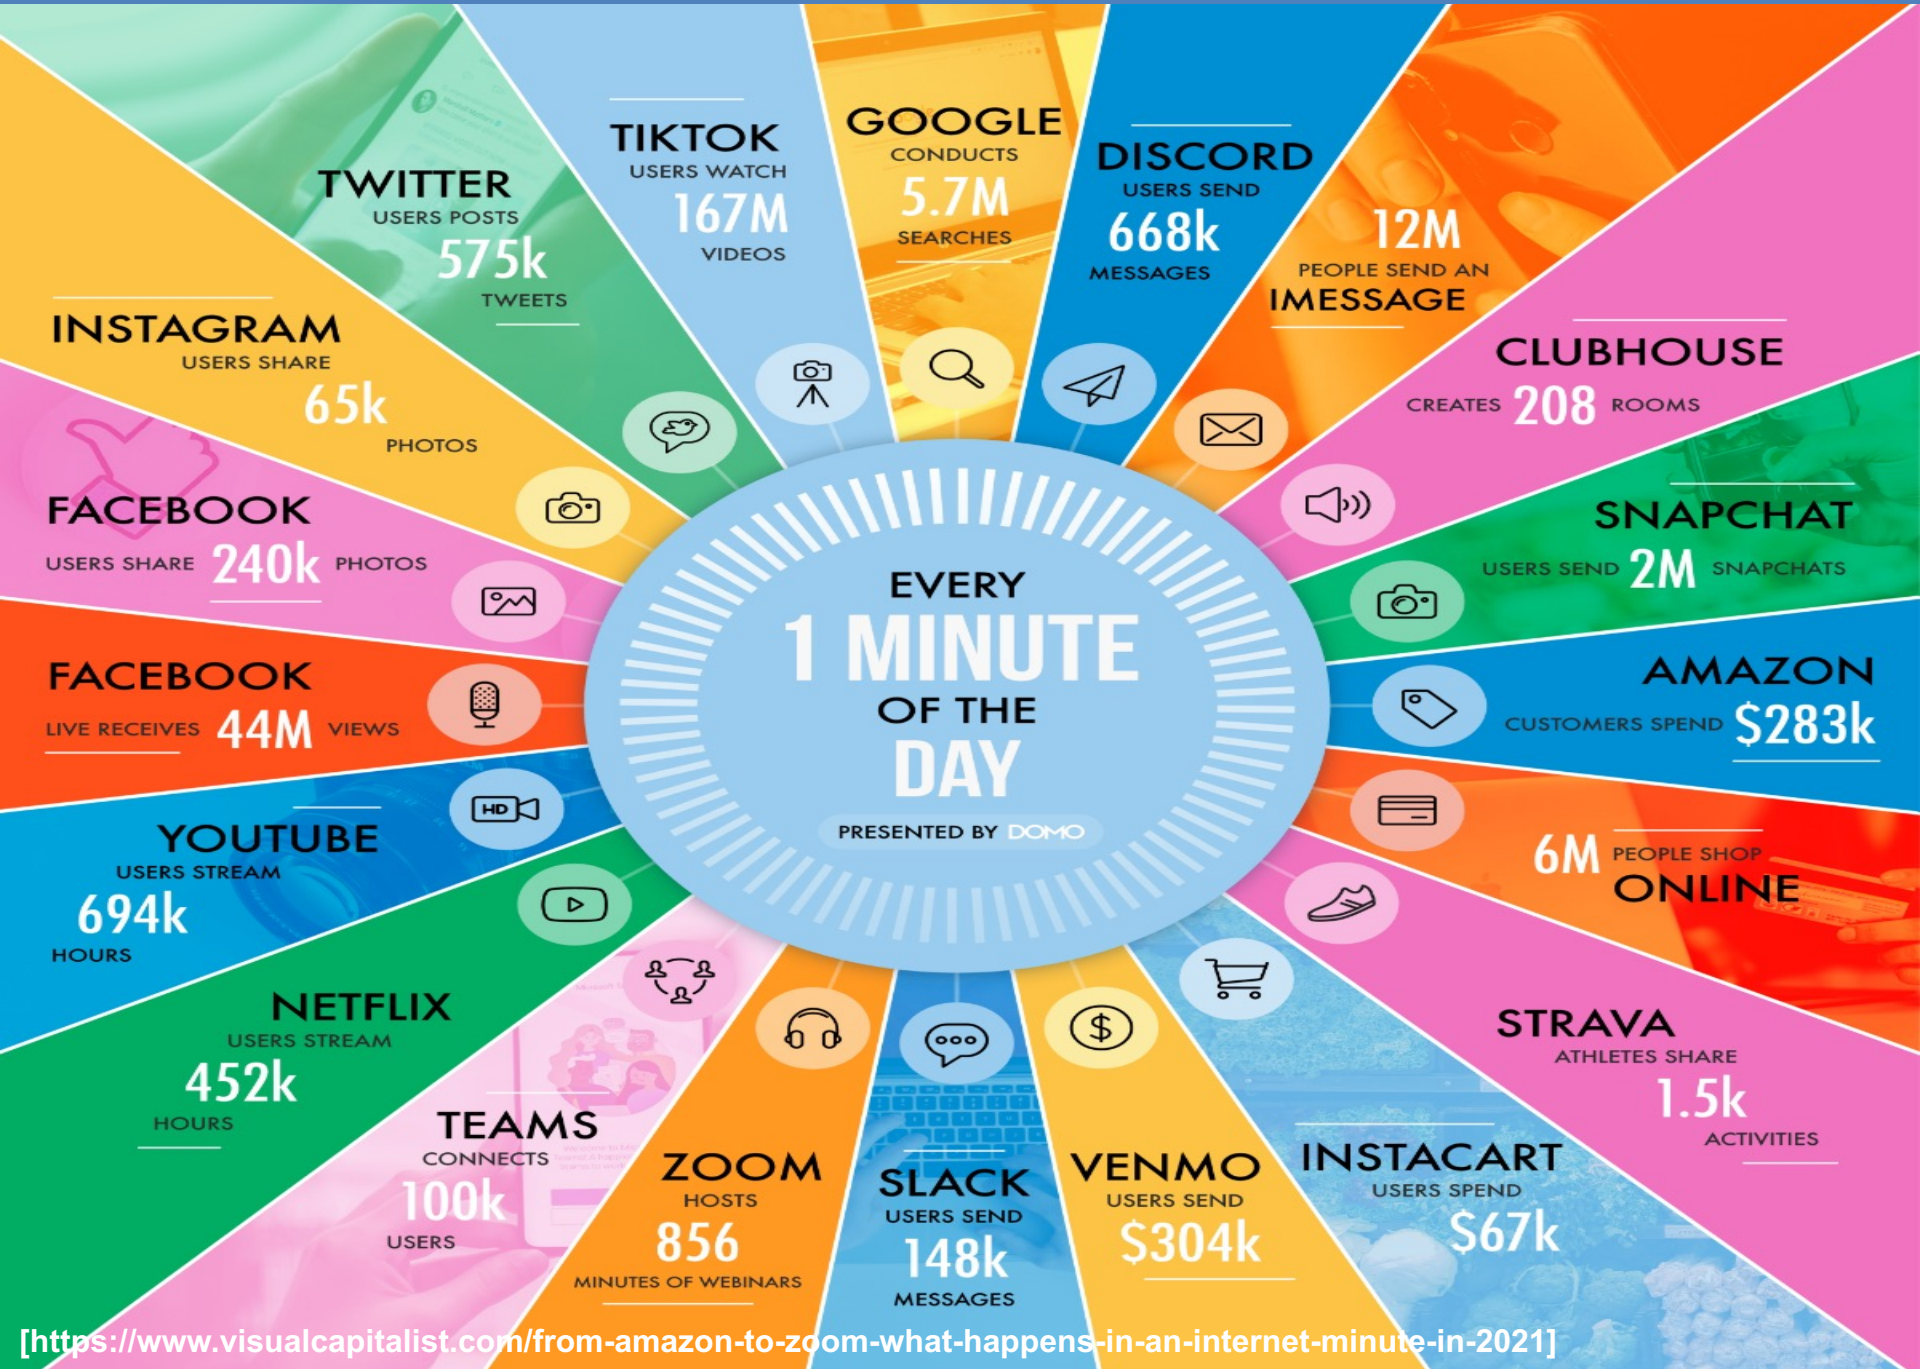 GOOGLE
CONDUCTS
5.7M
SEARCHES
DISCORD
USERS SEND
668k
MESSAGES
12M
PEOPLE SEND AN
IMESSAGE
CLUBHOUSE
CREATES 208 ROOMS
SNAPCHAT
USERS SEND 2M SNAPCHATS
AMAZON
CUSTOMERS SPEND $283k
6M PEOPLE SHOP
ONLINE
STRAVA
ATHLETES SHARE
1.5k
ACTIVITIES
INSTACART
USERS SPEND
$67k
VENMO
USERS SEND
$304k
SLACK
USERS SEND
148k
MESSAGES
ZOOM
HOSTS
856
MINUTES OF WEBINARS
TEAMS
CONNECTS
100k
USERS
NETFLIX
USERS STREAM
452k
HOURS
YOUTUBE
USERS STREAM
694k
HOURS
FACEBOOK
LIVE RECEIVES 44M VIEWS
FACEBOOK
USERS SHARE 240k PHOTOS
INSTAGRAM
USERS SHARE
65k
PHOTOS
TWITTER
USERS POSTS
575k
TWEETS
TIKTOK
USERS WATCH
167M
VIDEOS
HD
$
EVERY
1 MINUTE
OF THE
DAY
PRESENTED BY DOMO
[https://www.visualcapitalist.com/from-amazon-to-zoom-what-happens-in-an-internet-minute-in-2021]